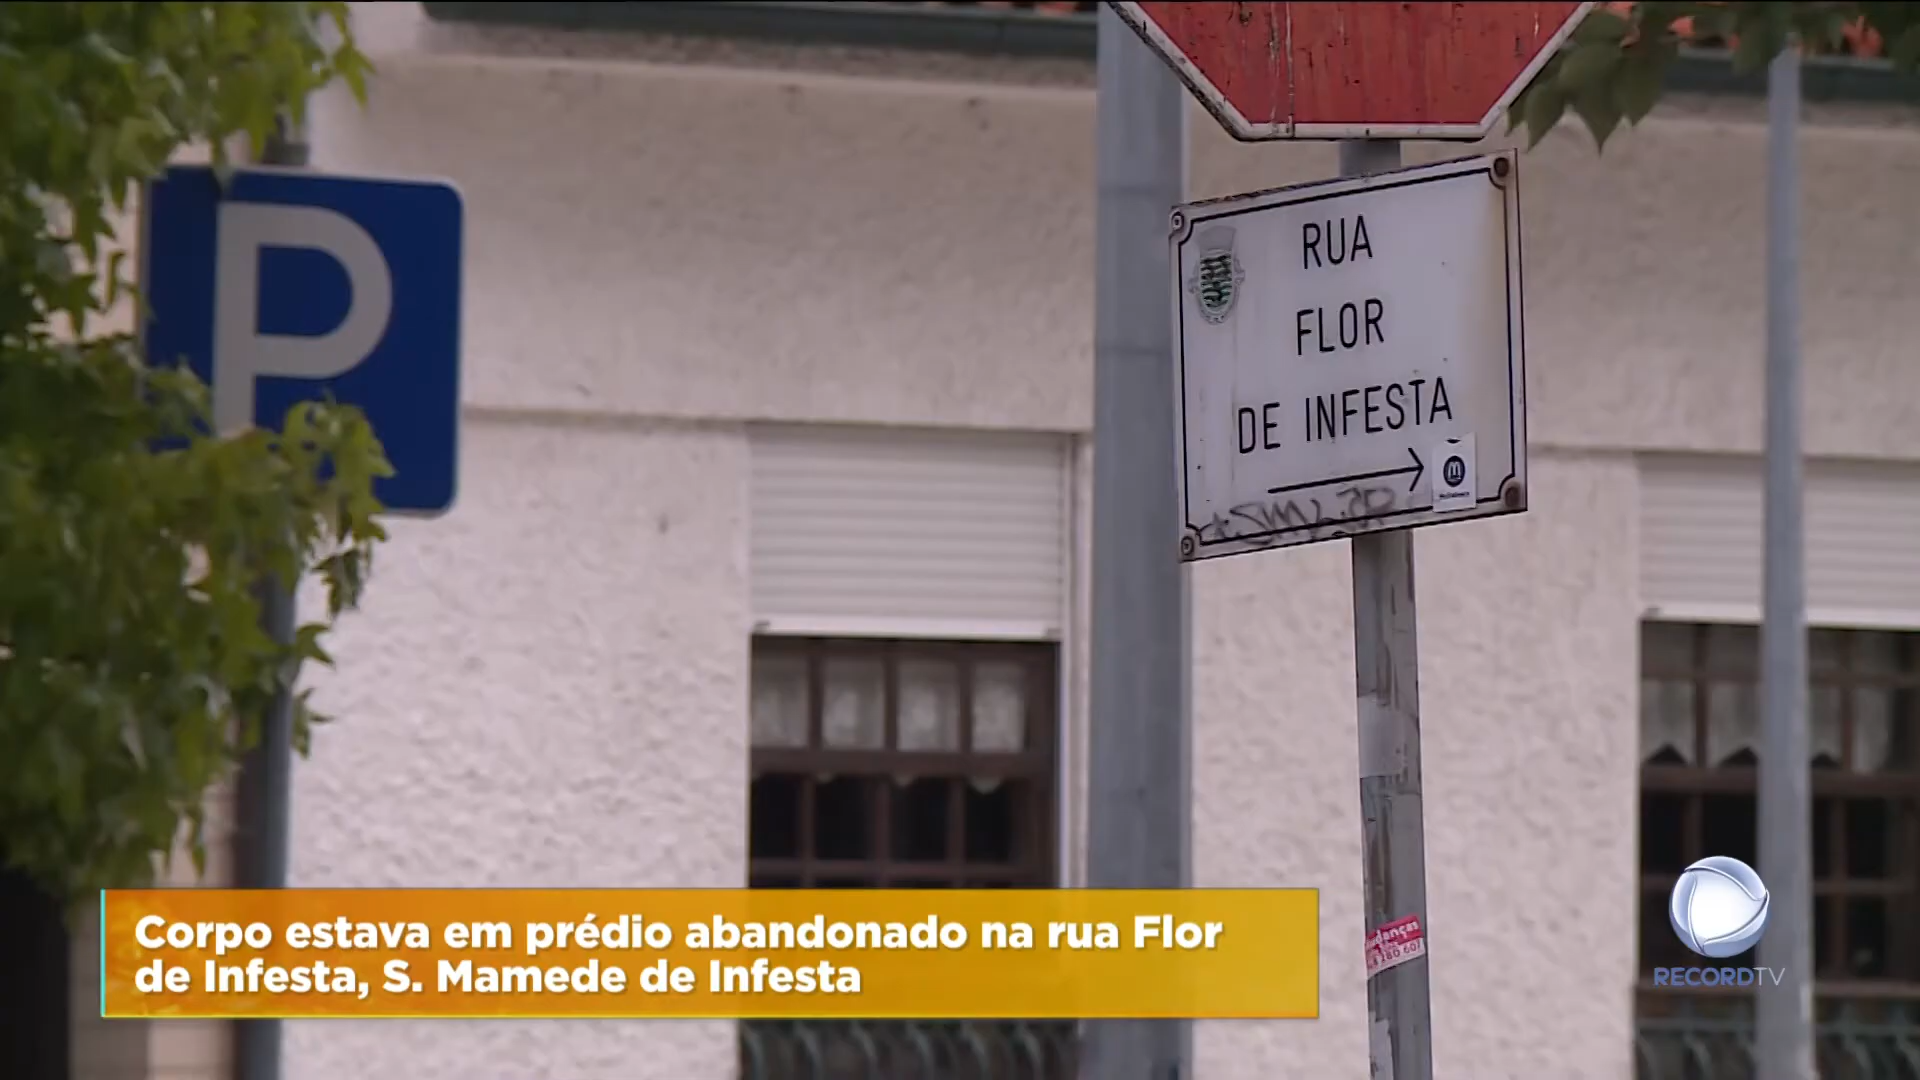 P
RUA
FLOR
DE INFESTA
Corpo estava em prédio abandonado na rua Flor
de Infesta, S. Mamede de Infesta
RECORDTV